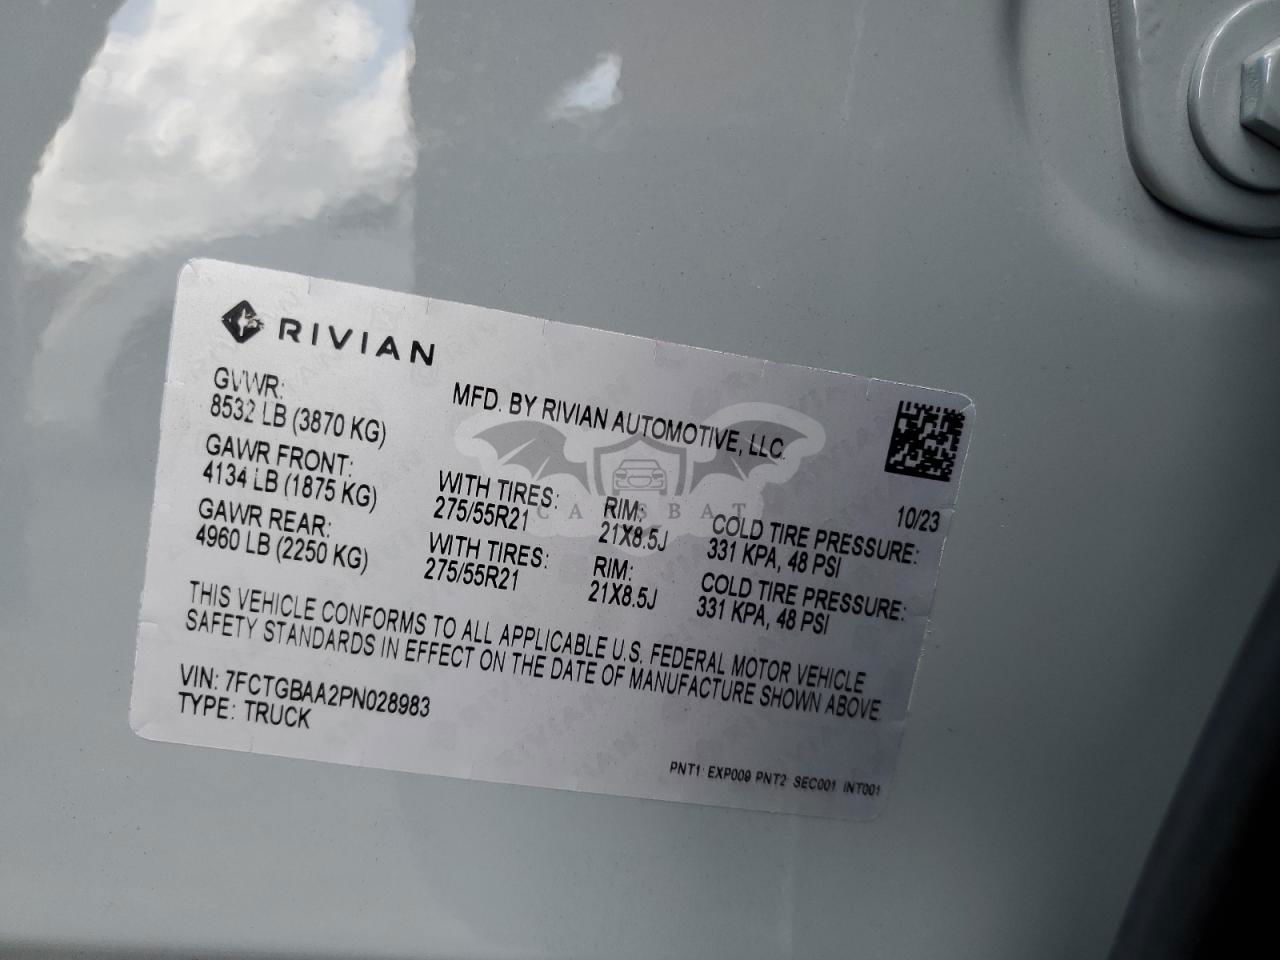 RIVIAN
MFD. BY RIVIAN AUTOMOTIVE, LLC.
10/23
GVWR:
8532 LB (3870 KG)
GAWR FRONT:
4134 LB (1875 KG)
WITH TIRES:
275/55R21
RIM:
21X8.5J
COLD TIRE PRESSURE:
331 KPA, 48 PSI
GAWR REAR:
4960 LB (2250 KG)
WITH TIRES:
275/55R21
RIM:
21X8.5J
COLD TIRE PRESSURE:
331 KPA, 48 PSI
THIS VEHICLE CONFORMS TO ALL APPLICABLE U.S. FEDERAL MOTOR VEHICLE
SAFETY STANDARDS IN EFFECT ON THE DATE OF MANUFACTURE SHOWN ABOVE.
VIN: 7FCTGBAA2PN028983
TYPE: TRUCK
PNT1: EXP009 PNT2 SEC001 INT001
CARSBAT